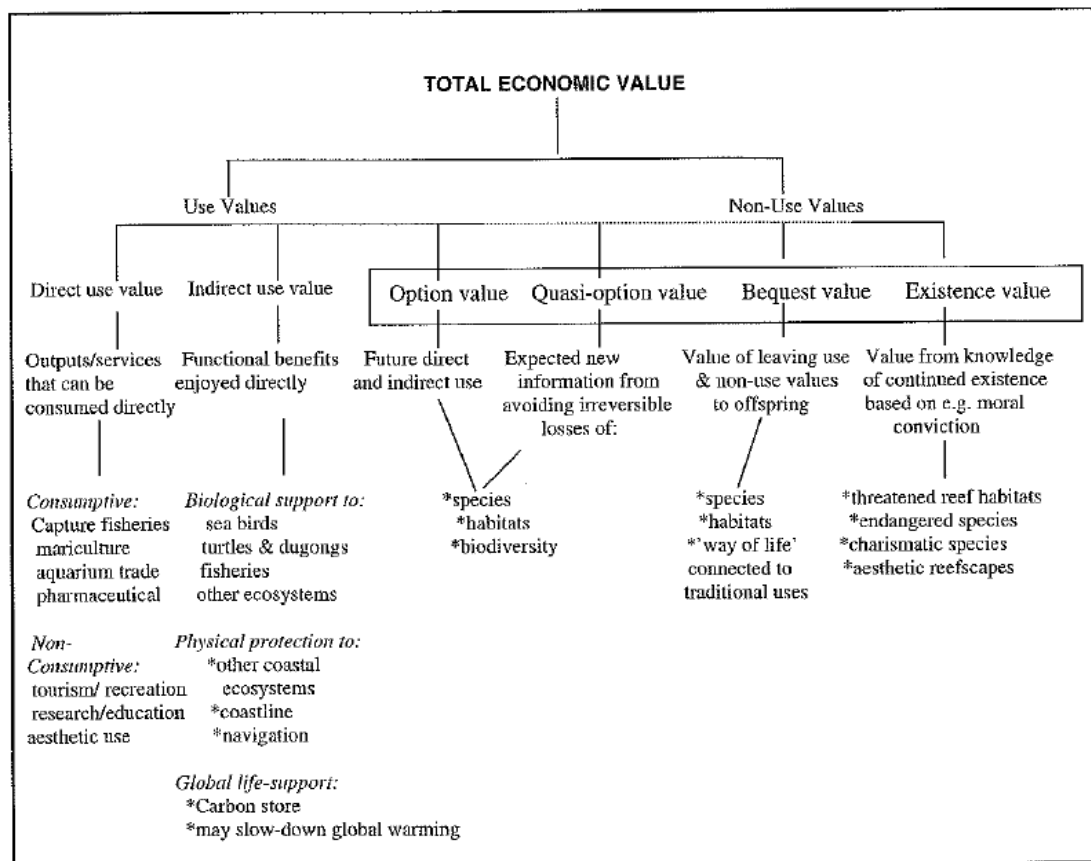 TOTAL ECONOMIC VALUE
Use Values
Non-Use Values
Direct use value
Indirect use value
Option value
Quasi-option value
Bequest value
Existence value
Outputs/services
that can be
consumed directly
Functional benefits
enjoyed directly
Future direct
and indirect use
Expected new
information from
avoiding irreversible
losses of:
Value of leaving use
& non-use values
to offspring
Value from knowledge
of continued existence
based on e.g. moral
conviction
Consumptive:
Capture fisheries
mariculture
aquarium trade
pharmaceutical
Non-
Consumptive:
tourism/ recreation
research/education
aesthetic use
Biological support to:
sea birds
turtles & dugongs
fisheries
other ecosystems
Physical protection to:
*other coastal
ecosystems
*coastline
*navigation
Global life-support:
*Carbon store
*may slow-down global warming
*species
*habitats
*biodiversity
*species
*habitats
*'way of life'
connected to
traditional uses
*threatened reef habitats
*endangered species
*charismatic species
*aesthetic reefscapes